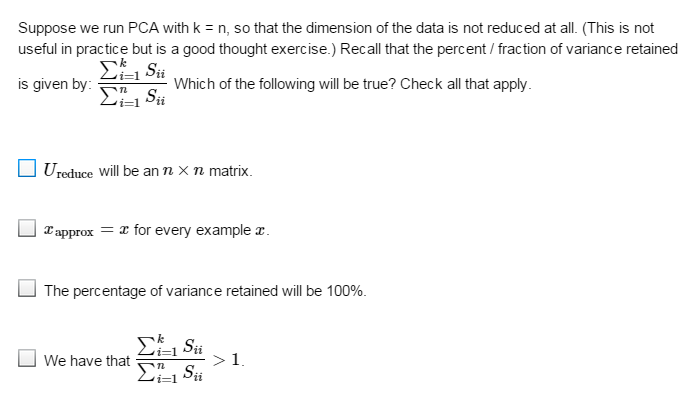 Suppose we run PCA with k = n, so that the dimension of the data is not reduced at all. (This is not
useful in practice but is a good thought exercise.) Recall that the percent / fraction of variance retained
is given by: $\frac{\sum_{i=1}^{k} S_{ii}}{\sum_{i=1}^{n} S_{ii}}$ Which of the following will be true? Check all that apply.
$U_{\text{reduce}}$ will be an $n \times n$ matrix.
$x_{\text{approx}} = x$ for every example $x$.
The percentage of variance retained will be 100%.
We have that $\frac{\sum_{i=1}^{k} S_{ii}}{\sum_{i=1}^{n} S_{ii}} > 1$.